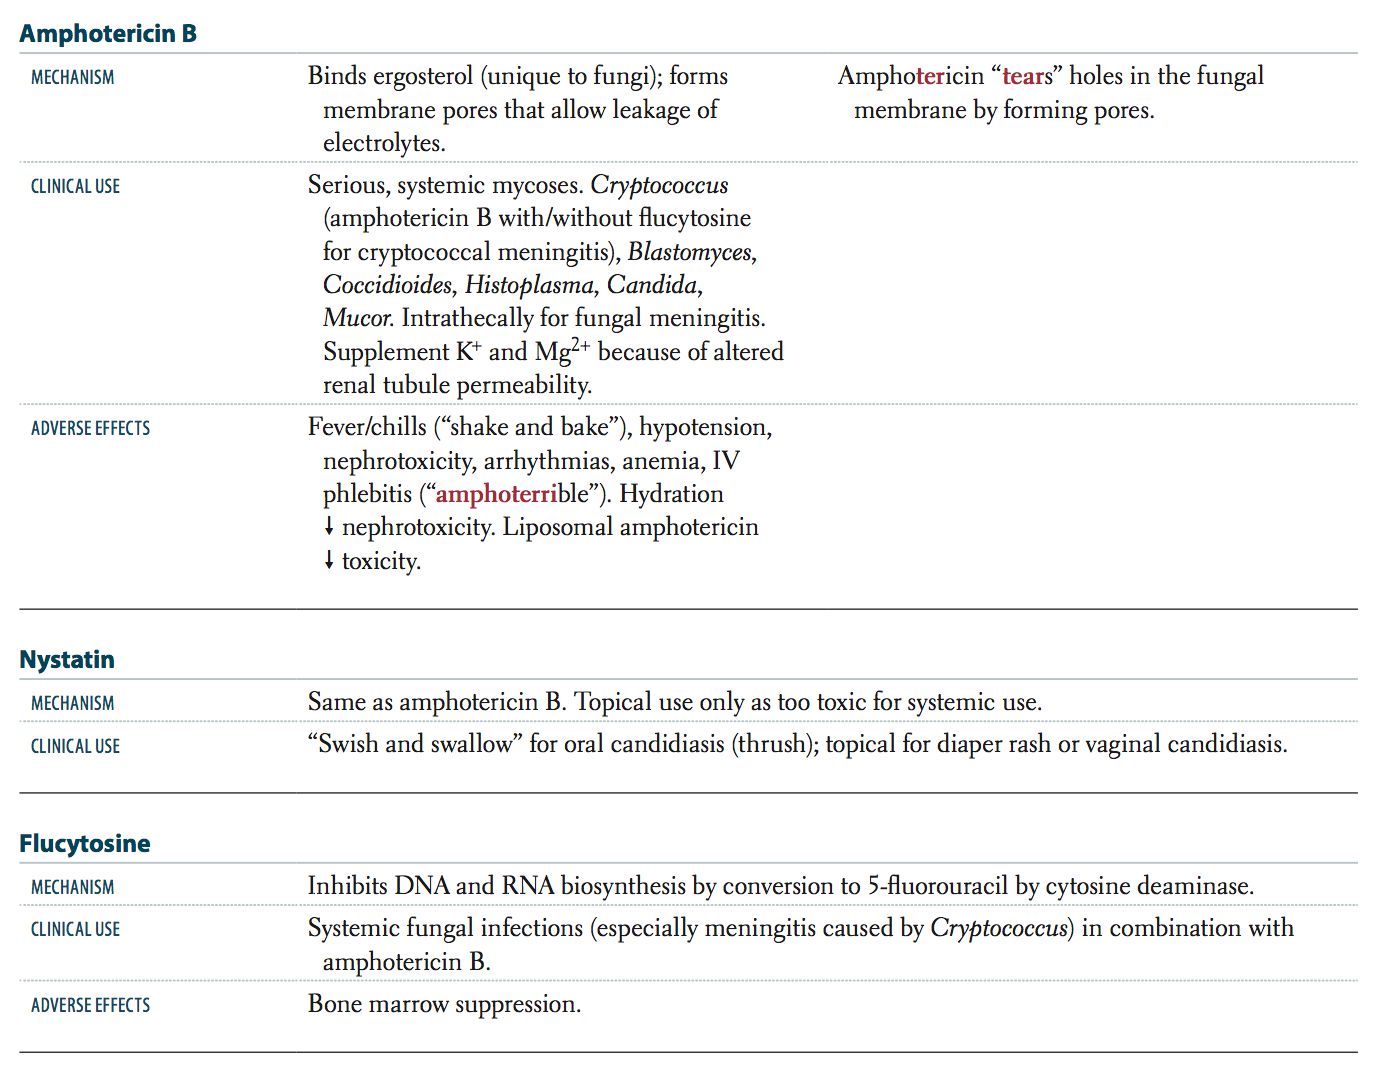 Amphotericin B
MECHANISM
Binds ergosterol (unique to fungi); forms
membrane pores that allow leakage of
electrolytes.
Amphotericin “tears” holes in the fungal
membrane by forming pores.
CLINICAL USE
Serious, systemic mycoses. Cryptococcus
(amphotericin B with/without flucytosine
for cryptococcal meningitis), Blastomyces,
Coccidioides, Histoplasma, Candida,
Mucor. Intrathecally for fungal meningitis.
Supplement K⁺ and Mg²⁺ because of altered
renal tubule permeability.
ADVERSE EFFECTS
Fever/chills (“shake and bake”), hypotension,
nephrotoxicity, arrhythmias, anemia, IV
phlebitis (“amphoterrible”). Hydration
↓ nephrotoxicity. Liposomal amphotericin
↓ toxicity.
Nystatin
MECHANISM
Same as amphotericin B. Topical use only as too toxic for systemic use.
CLINICAL USE
“Swish and swallow” for oral candidiasis (thrush); topical for diaper rash or vaginal candidiasis.
Flucytosine
MECHANISM
Inhibits DNA and RNA biosynthesis by conversion to 5-fluorouracil by cytosine deaminase.
CLINICAL USE
Systemic fungal infections (especially meningitis caused by Cryptococcus) in combination with
amphotericin B.
ADVERSE EFFECTS
Bone marrow suppression.